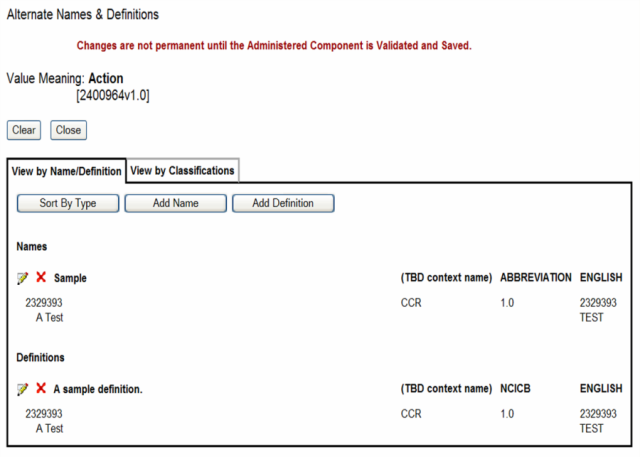 Alternate Names & Definitions
Changes are not permanent until the Administered Component is Validated and Saved.
Value Meaning: Action
[2400964v1.0]
Clear Close
View by Name/Definition View by Classifications
Sort By Type Add Name Add Definition
Names
Sample (TBD context name) ABBREVIATION ENGLISH
2329393 CCR 1.0 2329393
A Test TEST
Definitions
A sample definition. (TBD context name) NCICB ENGLISH
2329393 CCR 1.0 2329393
A Test TEST